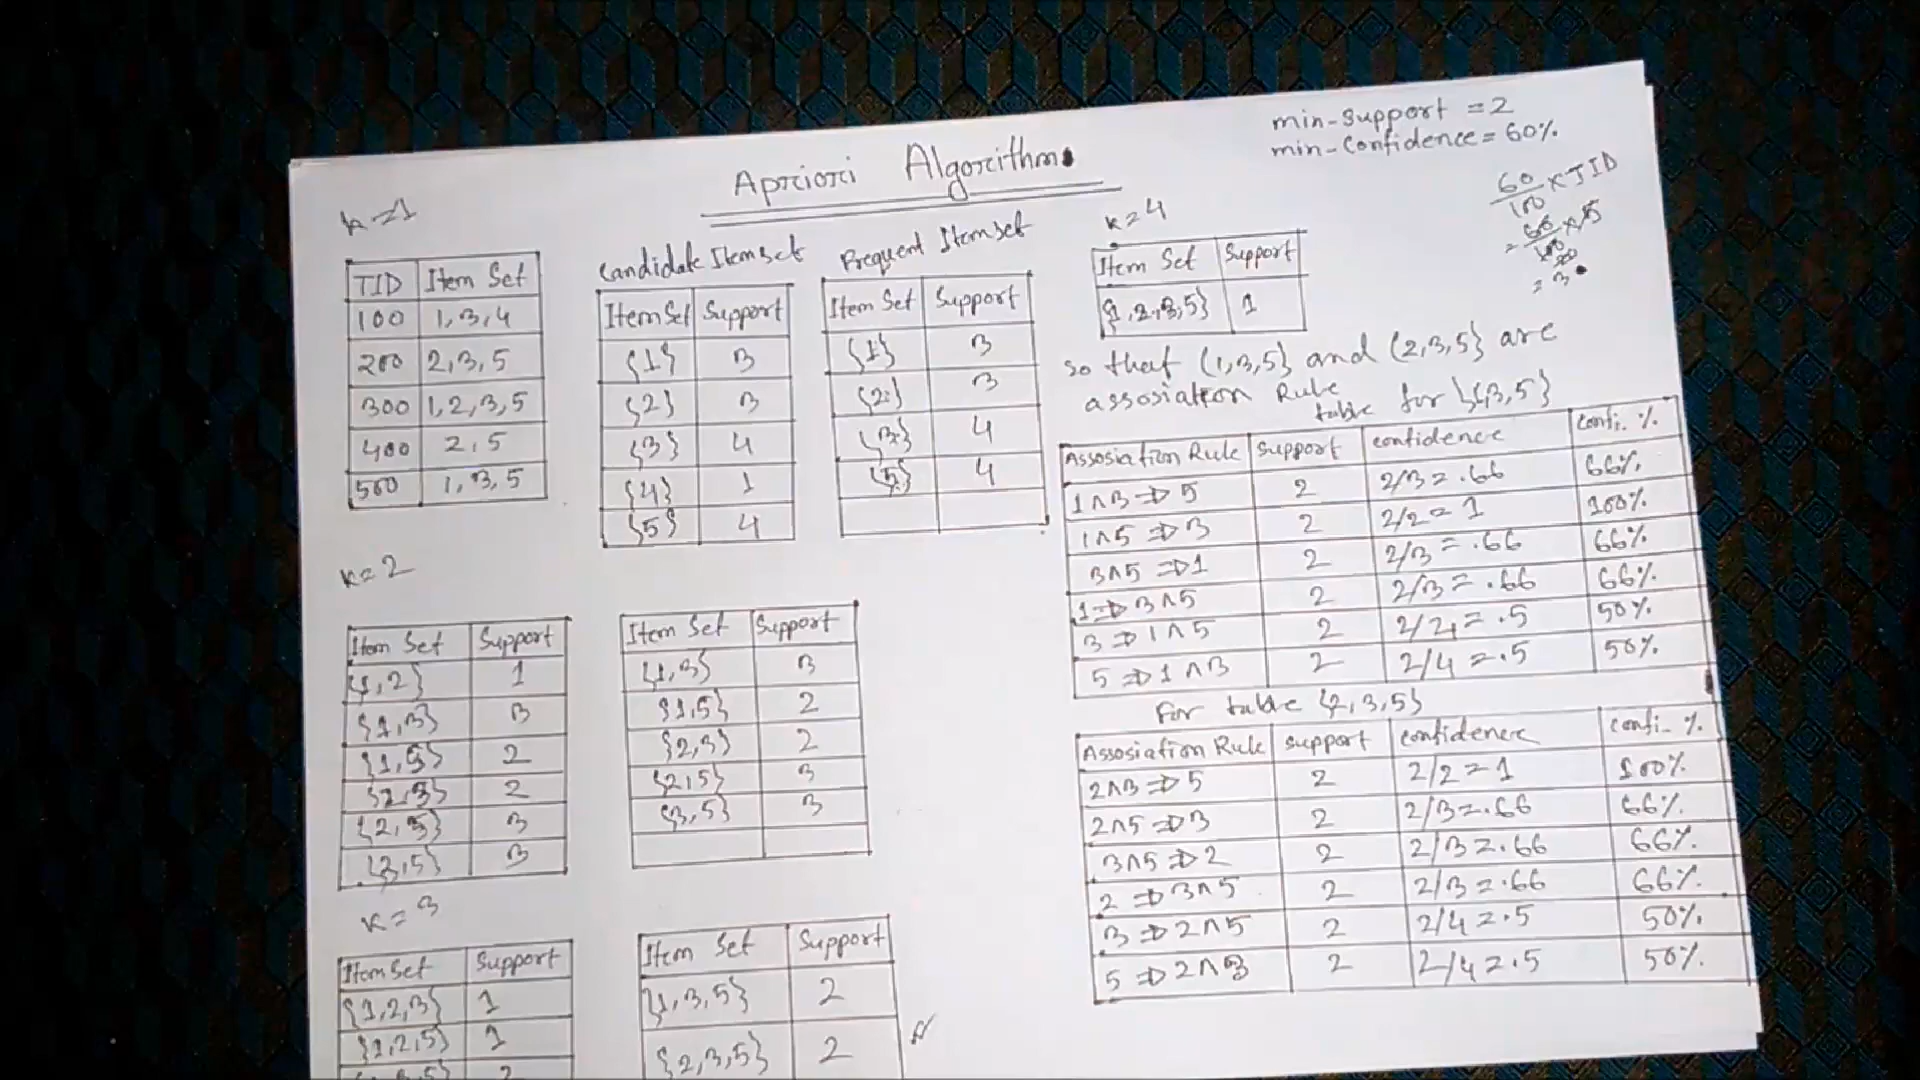 min-support = 2
min-Confidence = 60%
Apriori Algorithm
60/100 × TID
= 60/100 × 5
= 3
k=1
TID Item Set
100 1,3,4
200 2,3,5
300 1,2,3,5
400 2,5
500 1,3,5
Candidate Itemset
Item Set Support
{1} 3
{2} 3
{3} 4
{4} 1
{5} 4
Frequent Itemset
Item Set Support
{1} 3
{2} 3
{3} 4
{5} 4
k=2
Item Set Support
{1,2} 1
{1,3} 3
{1,5} 2
{2,3} 2
{2,5} 3
{3,5} 3
Item Set Support
{1,3} 3
{1,5} 2
{2,3} 2
{2,5} 3
{3,5} 3
k=3
Item Set Support
{1,2,3} 1
{1,2,5} 1
Item Set Support
{1,3,5} 2
{2,3,5} 2
k=4
Item Set Support
{1,2,3,5} 1
so that (1,3,5} and (2,3,5} are
assosiation Rule
table for {1,3,5}
Assosiation Rule support confidence confi. %
1∧3 => 5 2 2/3 = .66 66%
1∧5 => 3 2 2/2 = 1 100%
3∧5 => 1 2 2/3 = .66 66%
1 => 3∧5 2 2/3 = .66 66%
3 => 1∧5 2 2/4 = .5 50%
5 => 1∧3 2 2/4 = .5 50%
For table {2,3,5}
Assosiation Rule support confidence confi. %
2∧3 => 5 2 2/2 = 1 100%
2∧5 => 3 2 2/3 = .66 66%
3∧5 => 2 2 2/3 = .66 66%
2 => 3∧5 2 2/3 = .66 66%
3 => 2∧5 2 2/4 = .5 50%
5 => 2∧3 2 2/4 = .5 50%